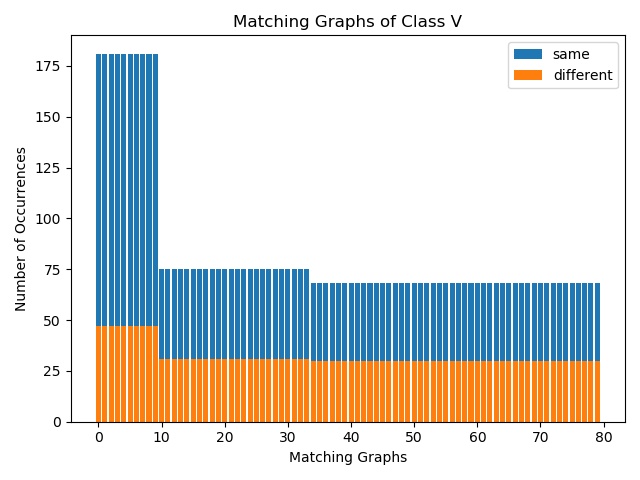 Matching Graphs of Class V
same
different
175
150
125
100
75
50
25
0
Number of Occurrences
0 10 20 30 40 50 60 70 80
Matching Graphs